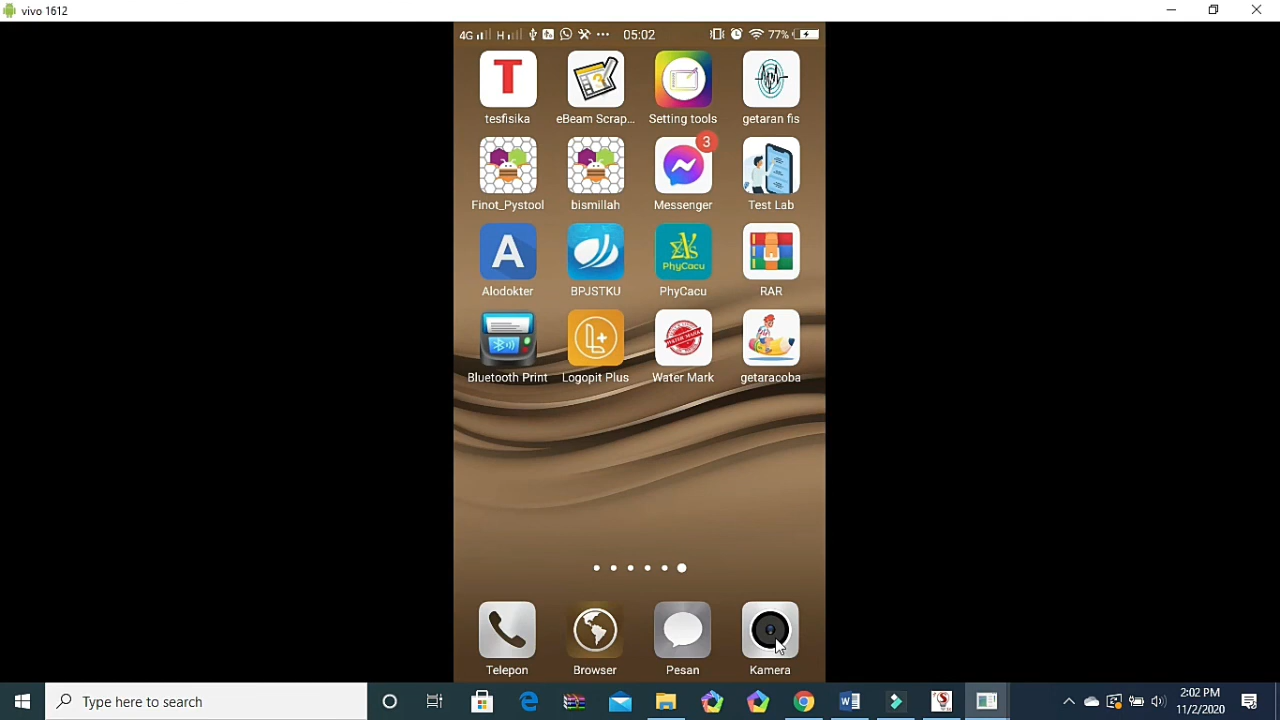 vivo 1612
4G H ... 05:02 77%
T
tesfisika eBeam Scrap... Setting tools getaran fis
3
Finot_Pystool bismillah Messenger Test Lab
A PhyCacu
Alodokter BPJSTKU PhyCacu RAR
L+ WATER MARK
Bluetooth Print Logopit Plus Water Mark getaracoba
Telepon Browser Pesan Kamera
Type here to search
2:02 PM
11/2/2020